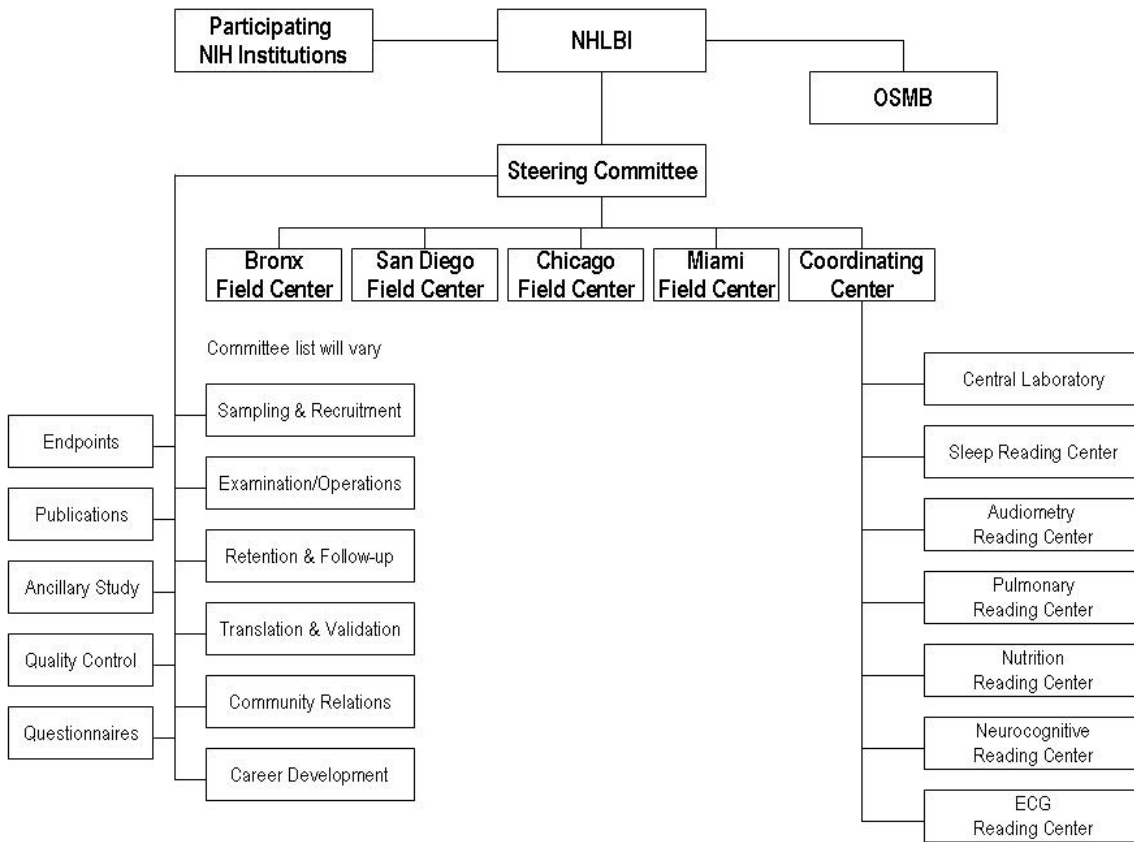 Participating
NIH Institutions
NHLBI
OSMB
Steering Committee
Bronx
Field Center
San Diego
Field Center
Chicago
Field Center
Miami
Field Center
Coordinating
Center
Committee list will vary
Endpoints
Publications
Ancillary Study
Quality Control
Questionnaires
Sampling & Recruitment
Examination/Operations
Retention & Follow-up
Translation & Validation
Community Relations
Career Development
Central Laboratory
Sleep Reading Center
Audiometry
Reading Center
Pulmonary
Reading Center
Nutrition
Reading Center
Neurocognitive
Reading Center
ECG
Reading Center